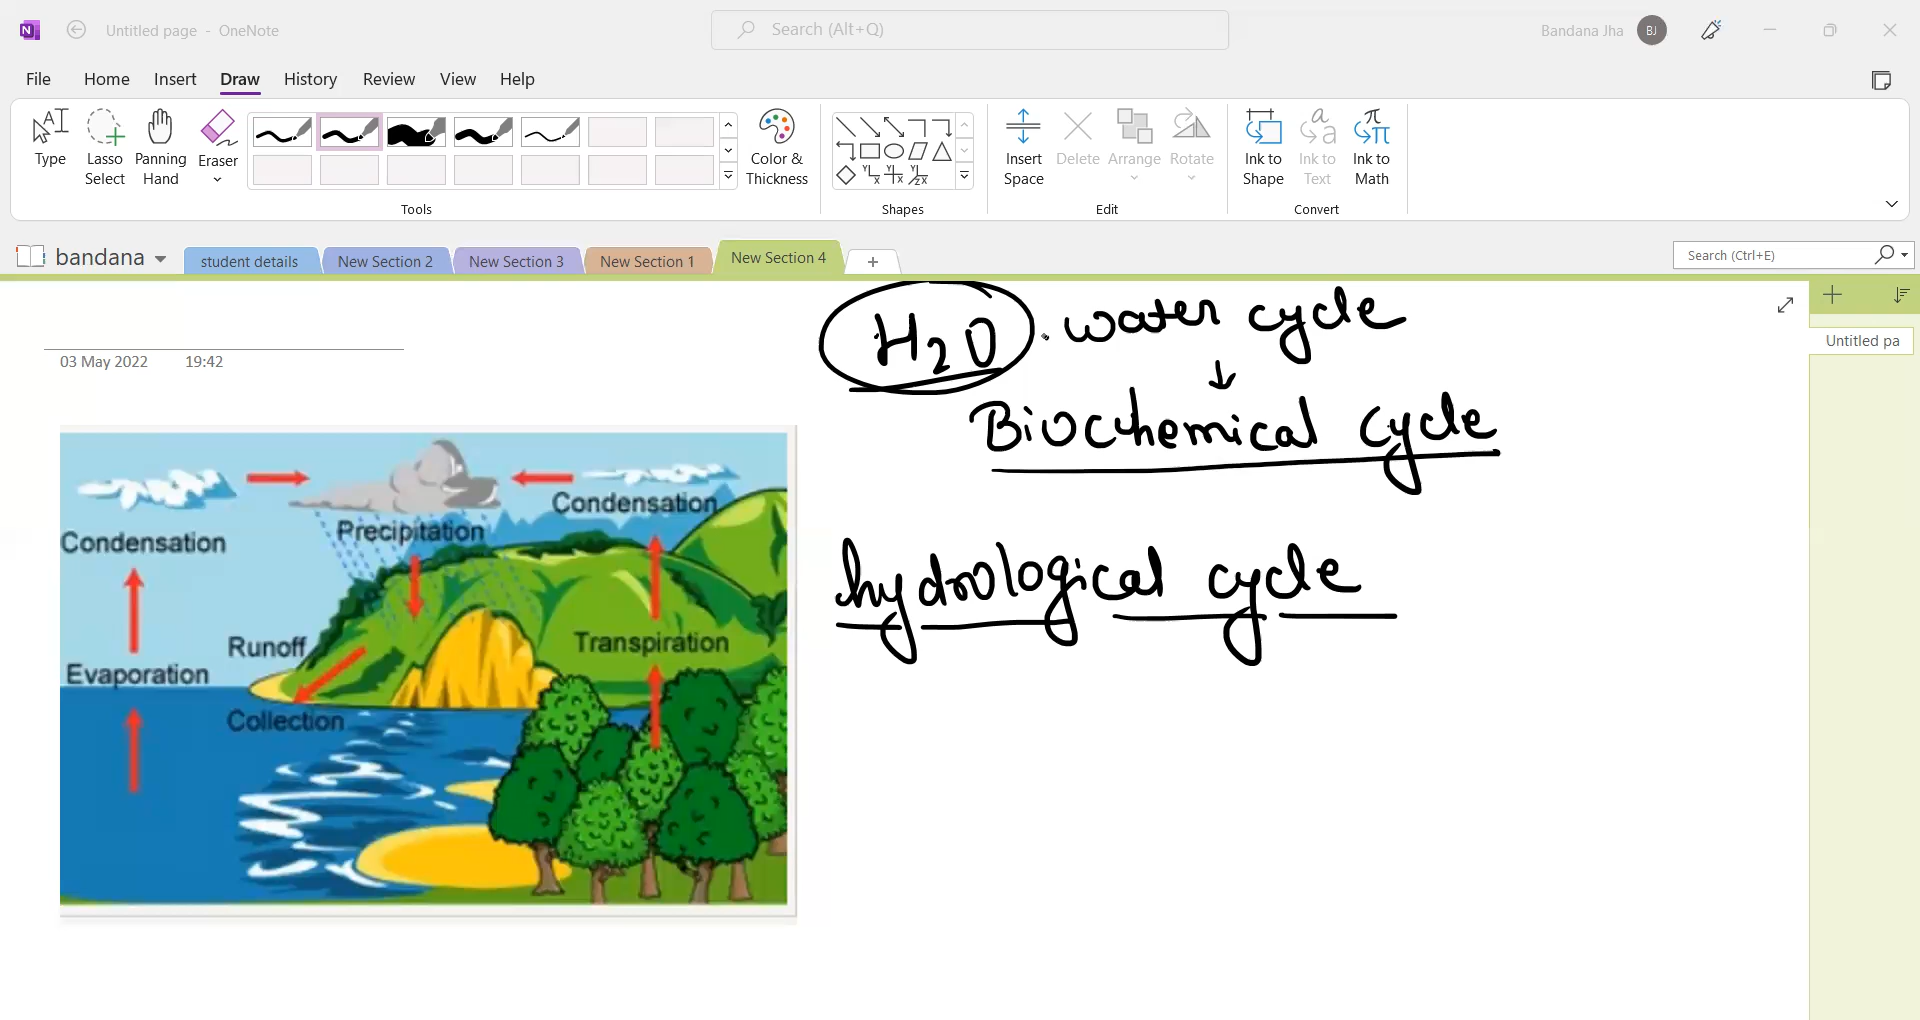 Untitled page - OneNote
Search (Alt+Q)
Bandana Jha
BJ
File Home Insert Draw History Review View Help
Type
Lasso Select
Panning Hand
Eraser
Color & Thickness
Insert Space
Delete
Arrange
Rotate
Ink to Shape
Ink to Text
Ink to Math
Tools
Shapes
Edit
Convert
bandana
student details
New Section 2
New Section 3
New Section 1
New Section 4
Search (Ctrl+E)
Untitled pa
03 May 2022 19:42
H2O . water cycle
↓
Biochemical cycle
hydrological cycle
Condensation
Precipitation
Condensation
Runoff
Transpiration
Evaporation
Collection